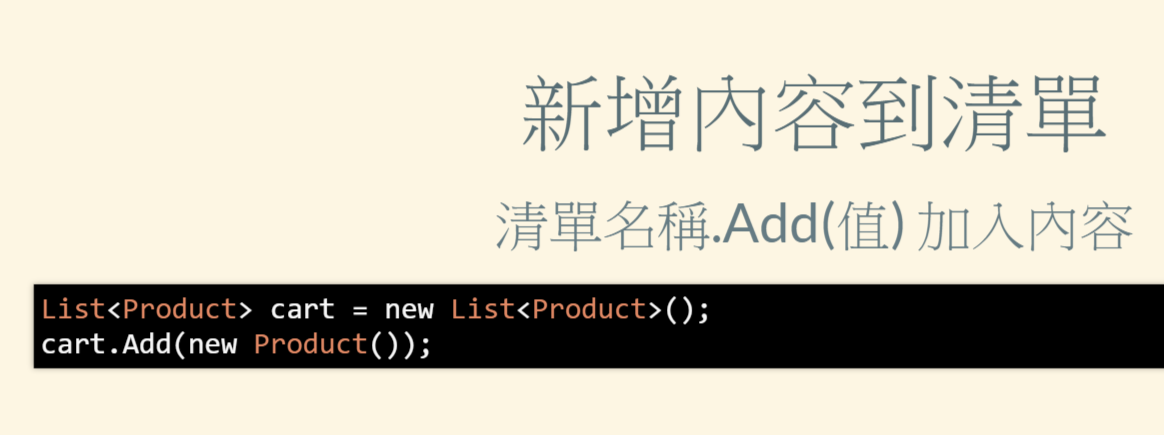 新增內容到清單
清單名稱.Add(值) 加入內容
List<Product> cart = new List<Product>();
cart.Add(new Product());